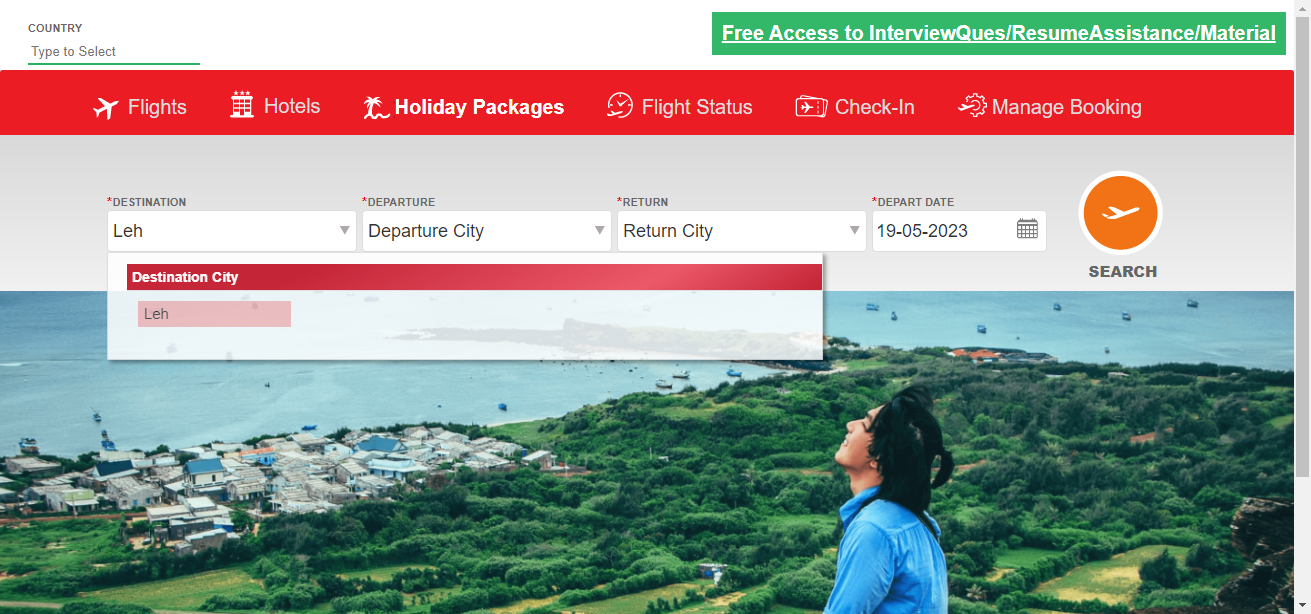 COUNTRY
Type to Select
Free Access to InterviewQues/ResumeAssistance/Material
Flights
Hotels
Holiday Packages
Flight Status
Check-In
Manage Booking
*DESTINATION
*DEPARTURE
*RETURN
*DEPART DATE
Leh
Departure City
Return City
19-05-2023
SEARCH
Destination City
Leh